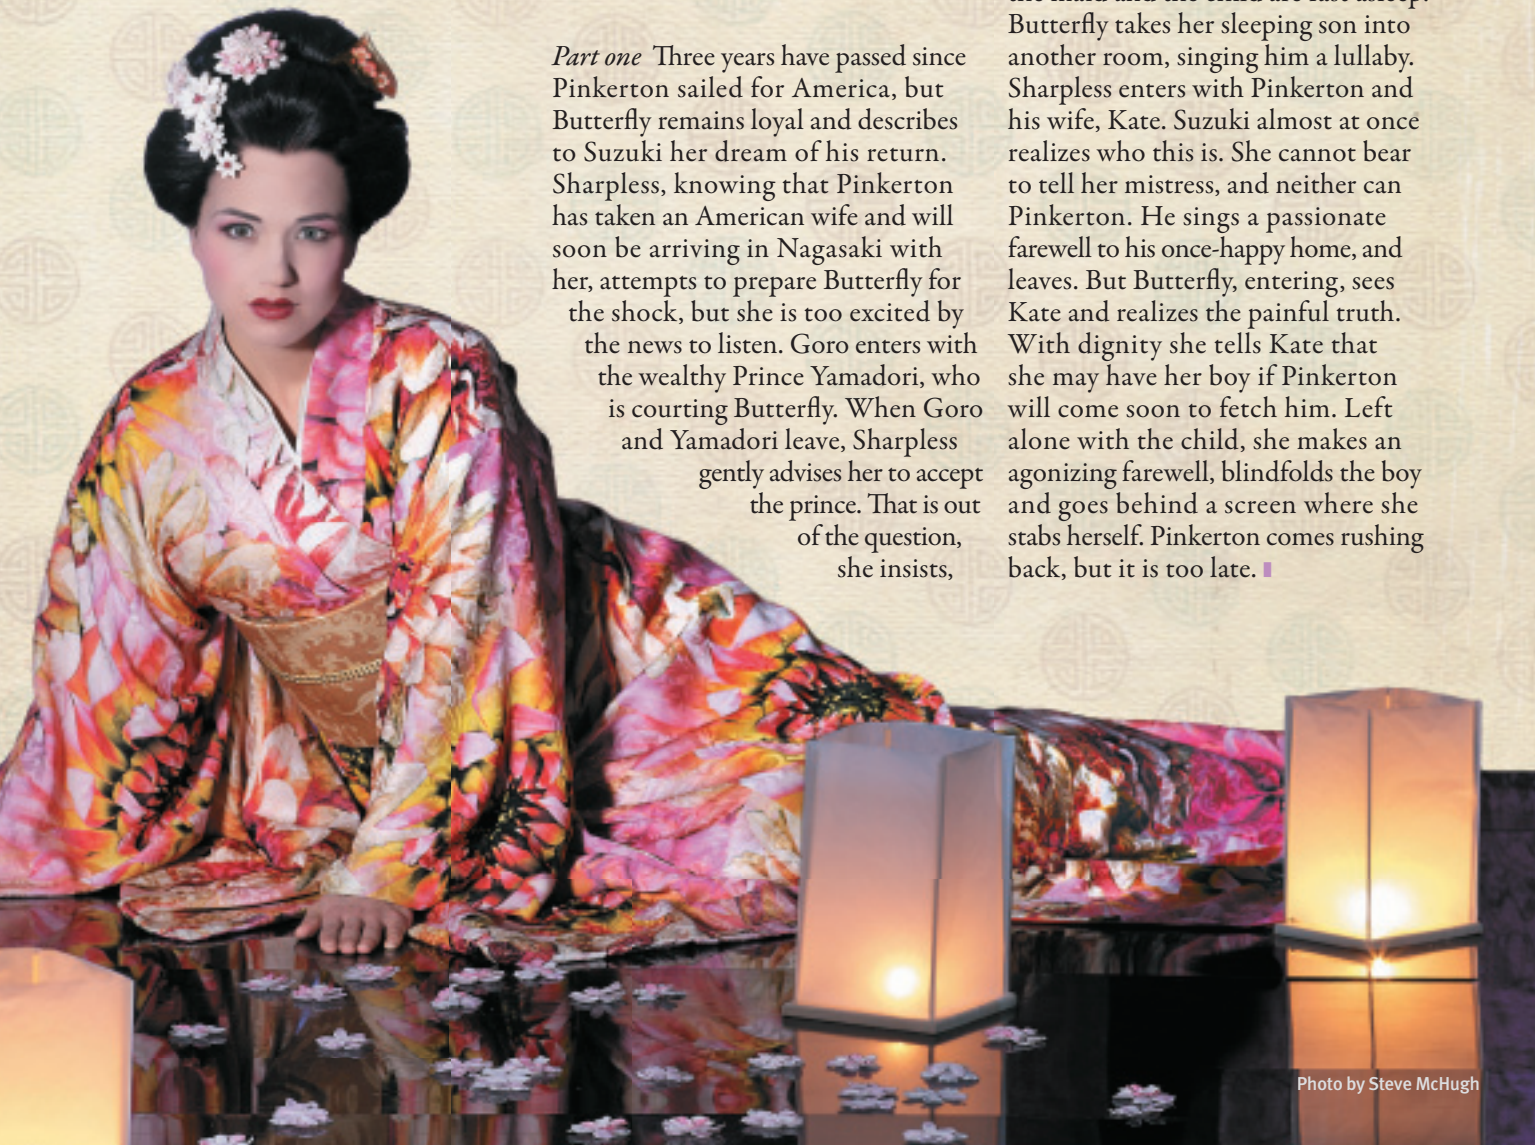 Part one Three years have passed since
Pinkerton sailed for America, but
Butterfly remains loyal and describes
to Suzuki her dream of his return.
Sharpless, knowing that Pinkerton
has taken an American wife and will
soon be arriving in Nagasaki with
her, attempts to prepare Butterfly for
the shock, but she is too excited by
the news to listen. Goro enters with
the wealthy Prince Yamadori, who
is courting Butterfly. When Goro
and Yamadori leave, Sharpless
gently advises her to accept
the prince. That is out
of the question,
she insists,
the maid and the child are fast asleep.
Butterfly takes her sleeping son into
another room, singing him a lullaby.
Sharpless enters with Pinkerton and
his wife, Kate. Suzuki almost at once
realizes who this is. She cannot bear
to tell her mistress, and neither can
Pinkerton. He sings a passionate
farewell to his once-happy home, and
leaves. But Butterfly, entering, sees
Kate and realizes the painful truth.
With dignity she tells Kate that
she may have her boy if Pinkerton
will come soon to fetch him. Left
alone with the child, she makes an
agonizing farewell, blindfolds the boy
and goes behind a screen where she
stabs herself. Pinkerton comes rushing
back, but it is too late.
Photo by Steve McHugh